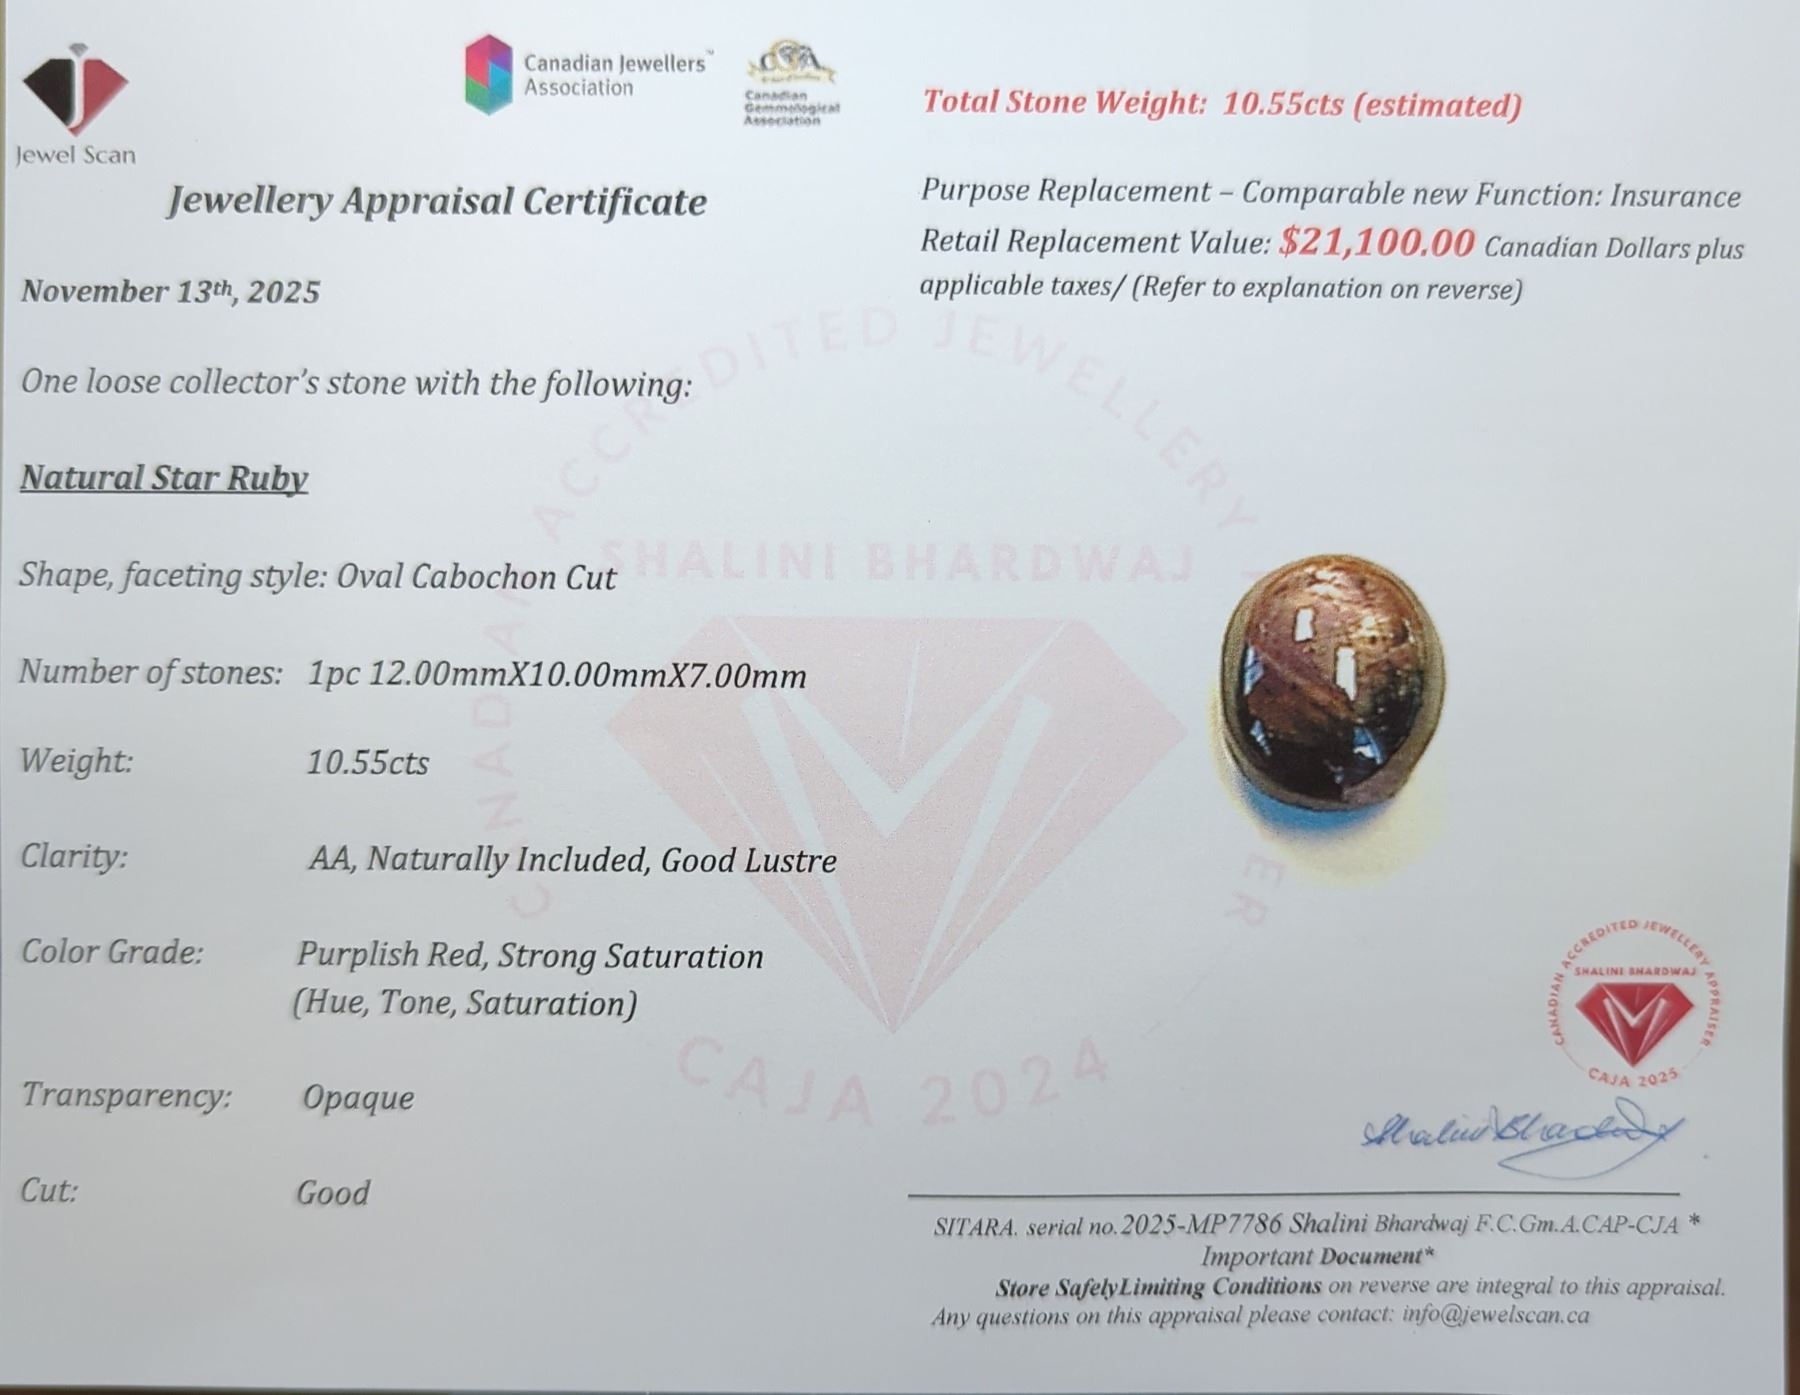 Jewel Scan
Canadian Jewellers™
Association
CGA
Canadian
Gemmological
Association
Jewellery Appraisal Certificate
November 13th, 2025
One loose collector's stone with the following:
Natural Star Ruby
Shape, faceting style: Oval Cabochon Cut
Number of stones: 1pc 12.00mmX10.00mmX7.00mm
Weight: 10.55cts
Clarity: AA, Naturally Included, Good Lustre
Color Grade: Purplish Red, Strong Saturation
(Hue, Tone, Saturation)
Transparency: Opaque
Cut: Good
Total Stone Weight: 10.55cts (estimated)
Purpose Replacement – Comparable new Function: Insurance
Retail Replacement Value: $21,100.00 Canadian Dollars plus
applicable taxes/ (Refer to explanation on reverse)
CANADIAN ACCREDITED JEWELLERY
ER
SHALINI BHARDWAJ
CAJA 2024
CANADIAN ACCREDITED JEWELLERY APPRAISER
SHALINI BHARDWAJ
CAJA 2025
Shalini Bhardwaj
SITARA. serial no.2025-MP7786 Shalini Bhardwaj F.C.Gm.A.CAP-CJA *
Important Document*
Store SafelyLimiting Conditions on reverse are integral to this appraisal.
Any questions on this appraisal please contact: info@jewelscan.ca